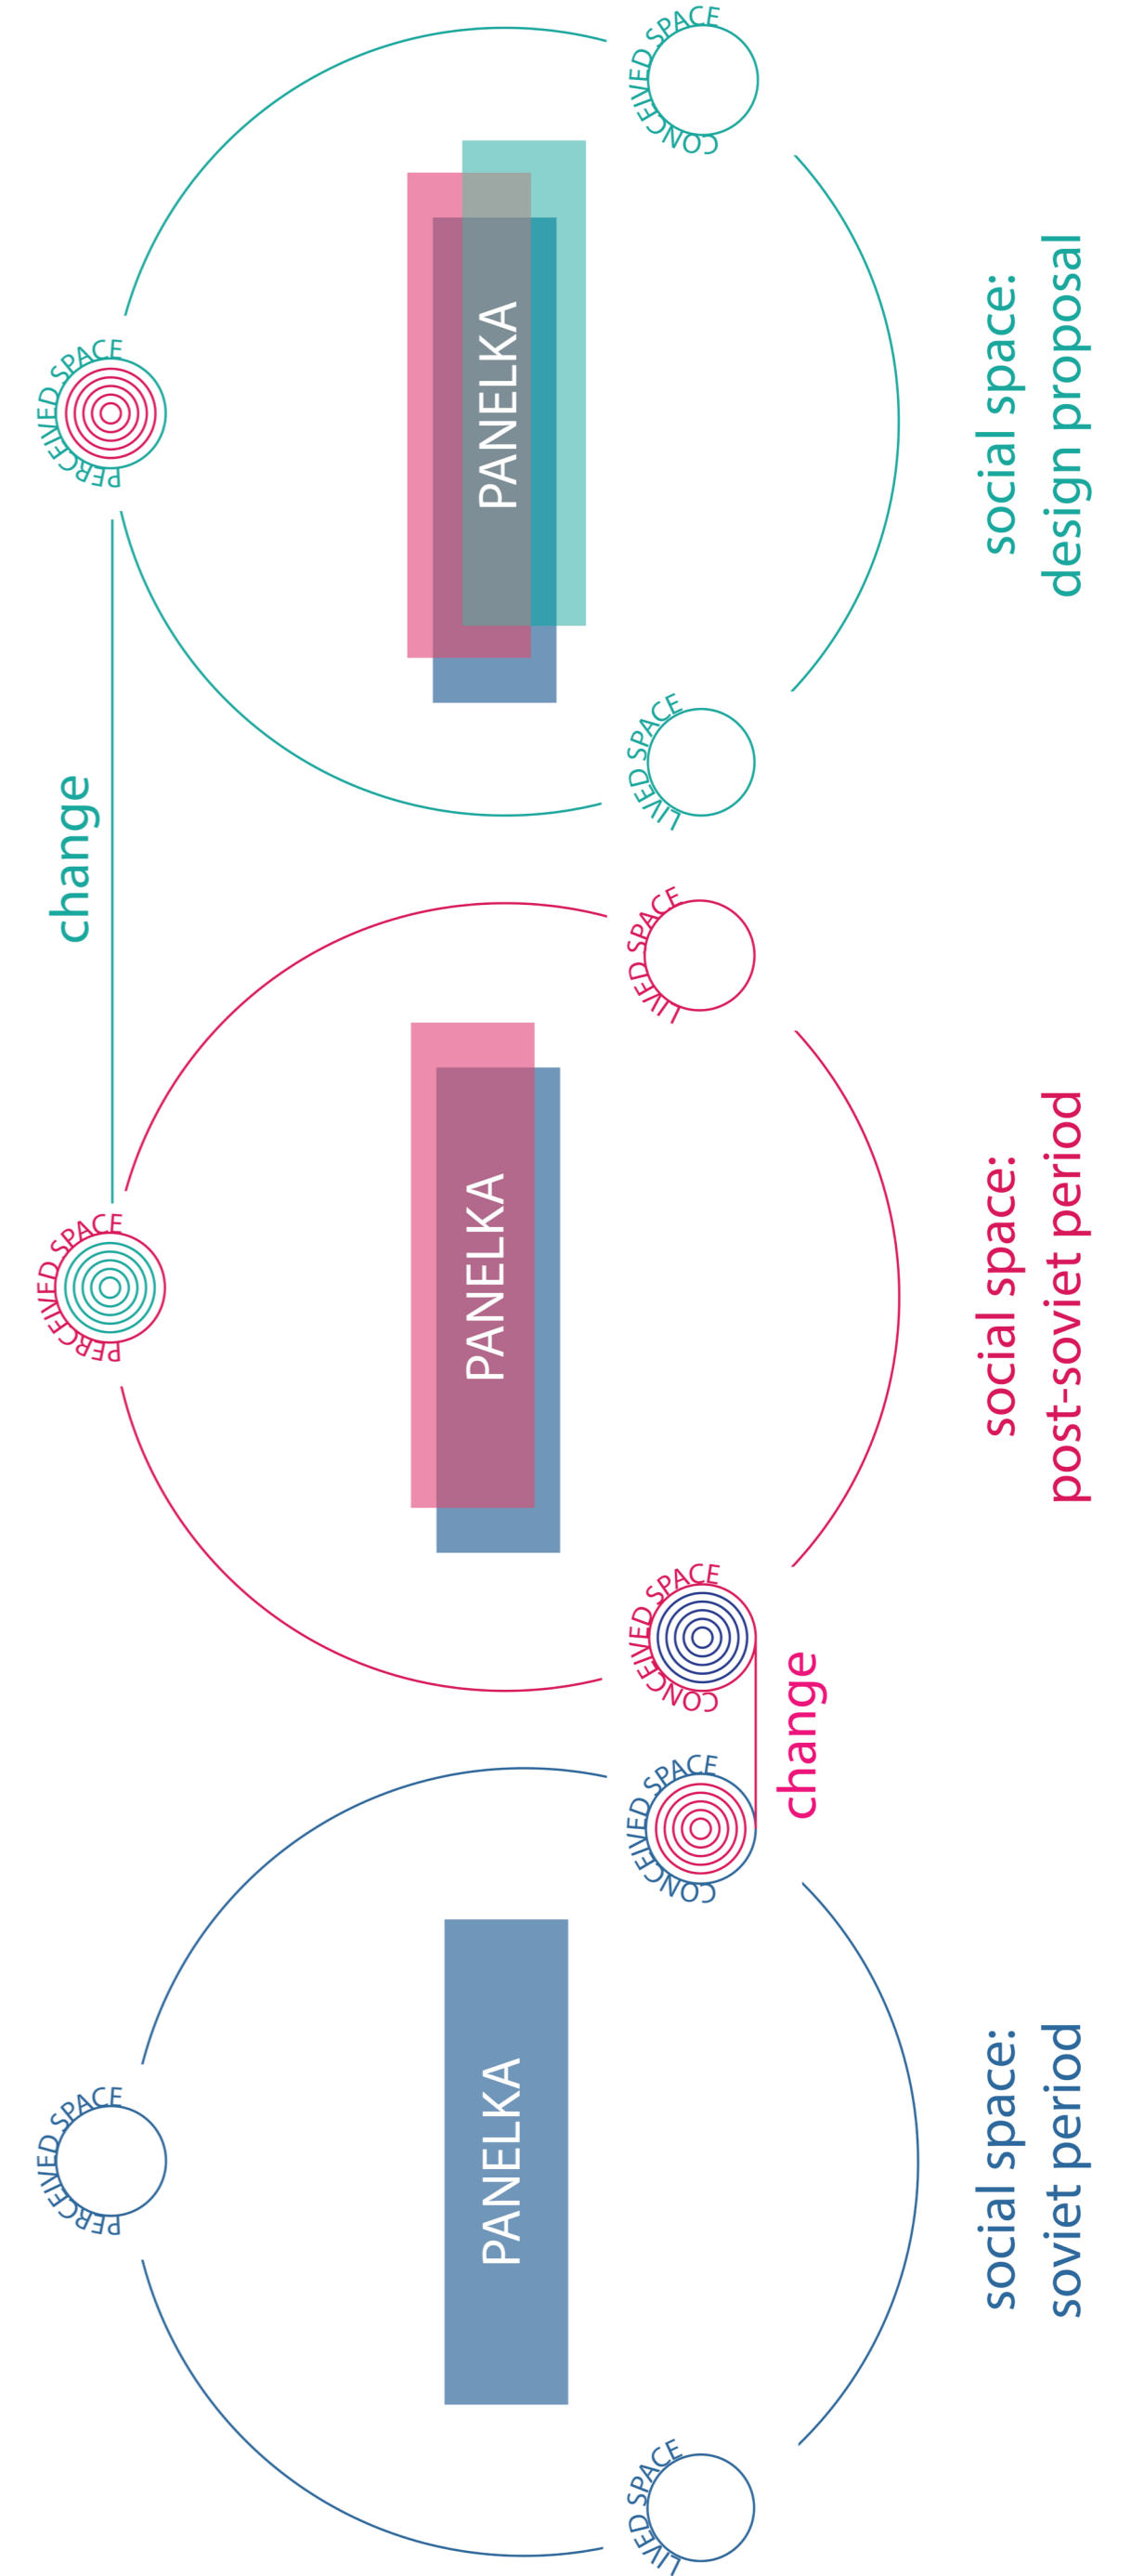 PERCEIVED SPACE
PANELKA
LIVED SPACE
CONCEIVED SPACE
social space:
soviet period
change
PERCEIVED SPACE
PANELKA
CONCEIVED SPACE
LIVED SPACE
social space:
post-soviet period
change
PERCEIVED SPACE
PANELKA
LIVED SPACE
CONCEIVED SPACE
social space:
design proposal